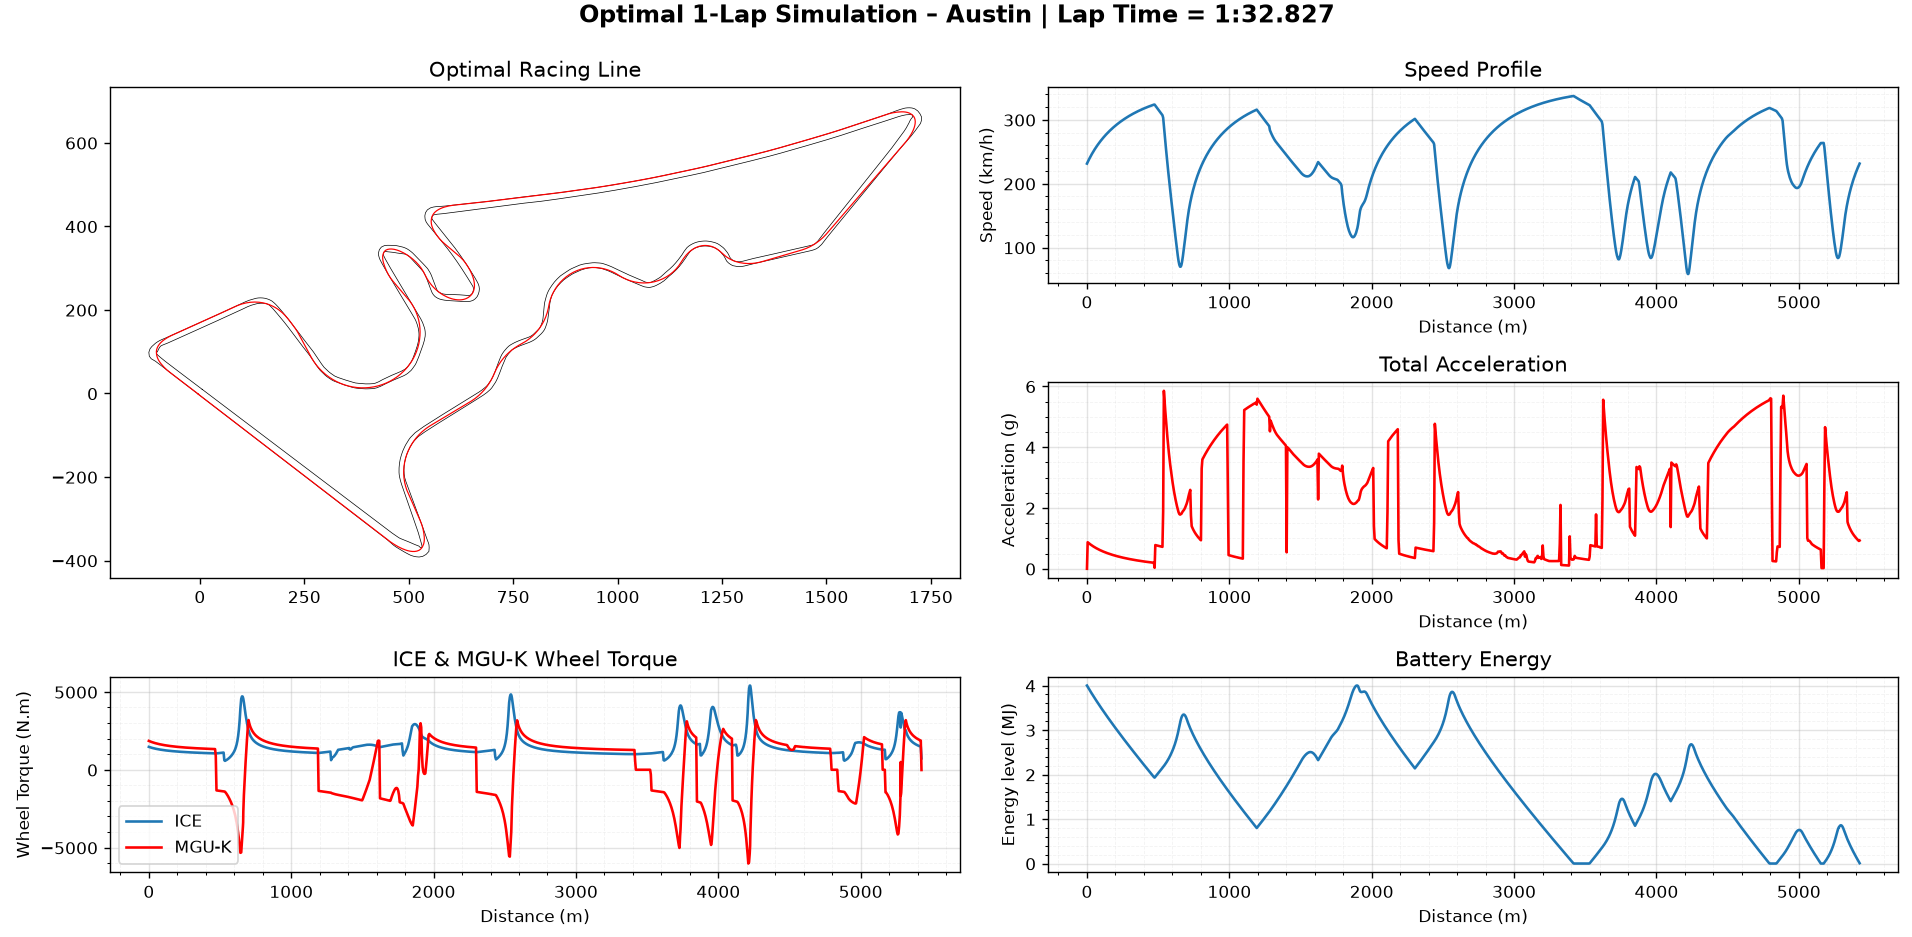 Optimal 1-Lap Simulation – Austin | Lap Time = 1:32.827
Optimal Racing Line
600
400
200
0
−200
−400
0 250 500 750 1000 1250 1500 1750
Speed Profile
Speed (km/h)
300
200
100
0 1000 2000 3000 4000 5000
Distance (m)
Total Acceleration
Acceleration (g)
6
4
2
0
0 1000 2000 3000 4000 5000
Distance (m)
ICE & MGU-K Wheel Torque
Wheel Torque (N.m)
5000
0
−5000
ICE
MGU-K
0 1000 2000 3000 4000 5000
Distance (m)
Battery Energy
Energy level (MJ)
4
3
2
1
0
0 1000 2000 3000 4000 5000
Distance (m)